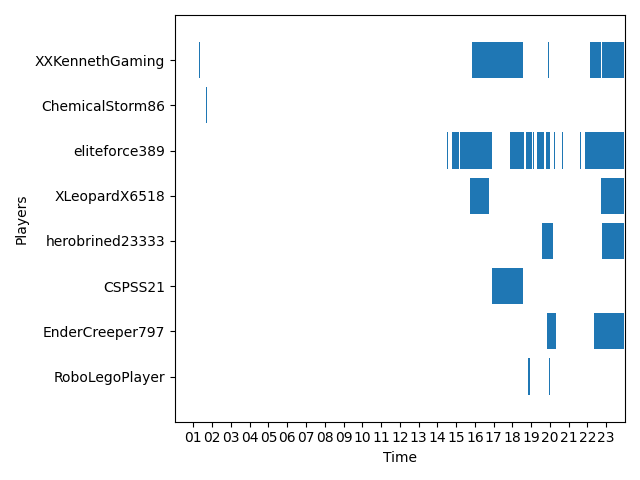 XXKennethGaming
ChemicalStorm86
eliteforce389
XLeopardX6518
herobrined23333
CSPSS21
EnderCreeper797
RoboLegoPlayer
Players
01 02 03 04 05 06 07 08 09 10 11 12 13 14 15 16 17 18 19 20 21 22 23
Time